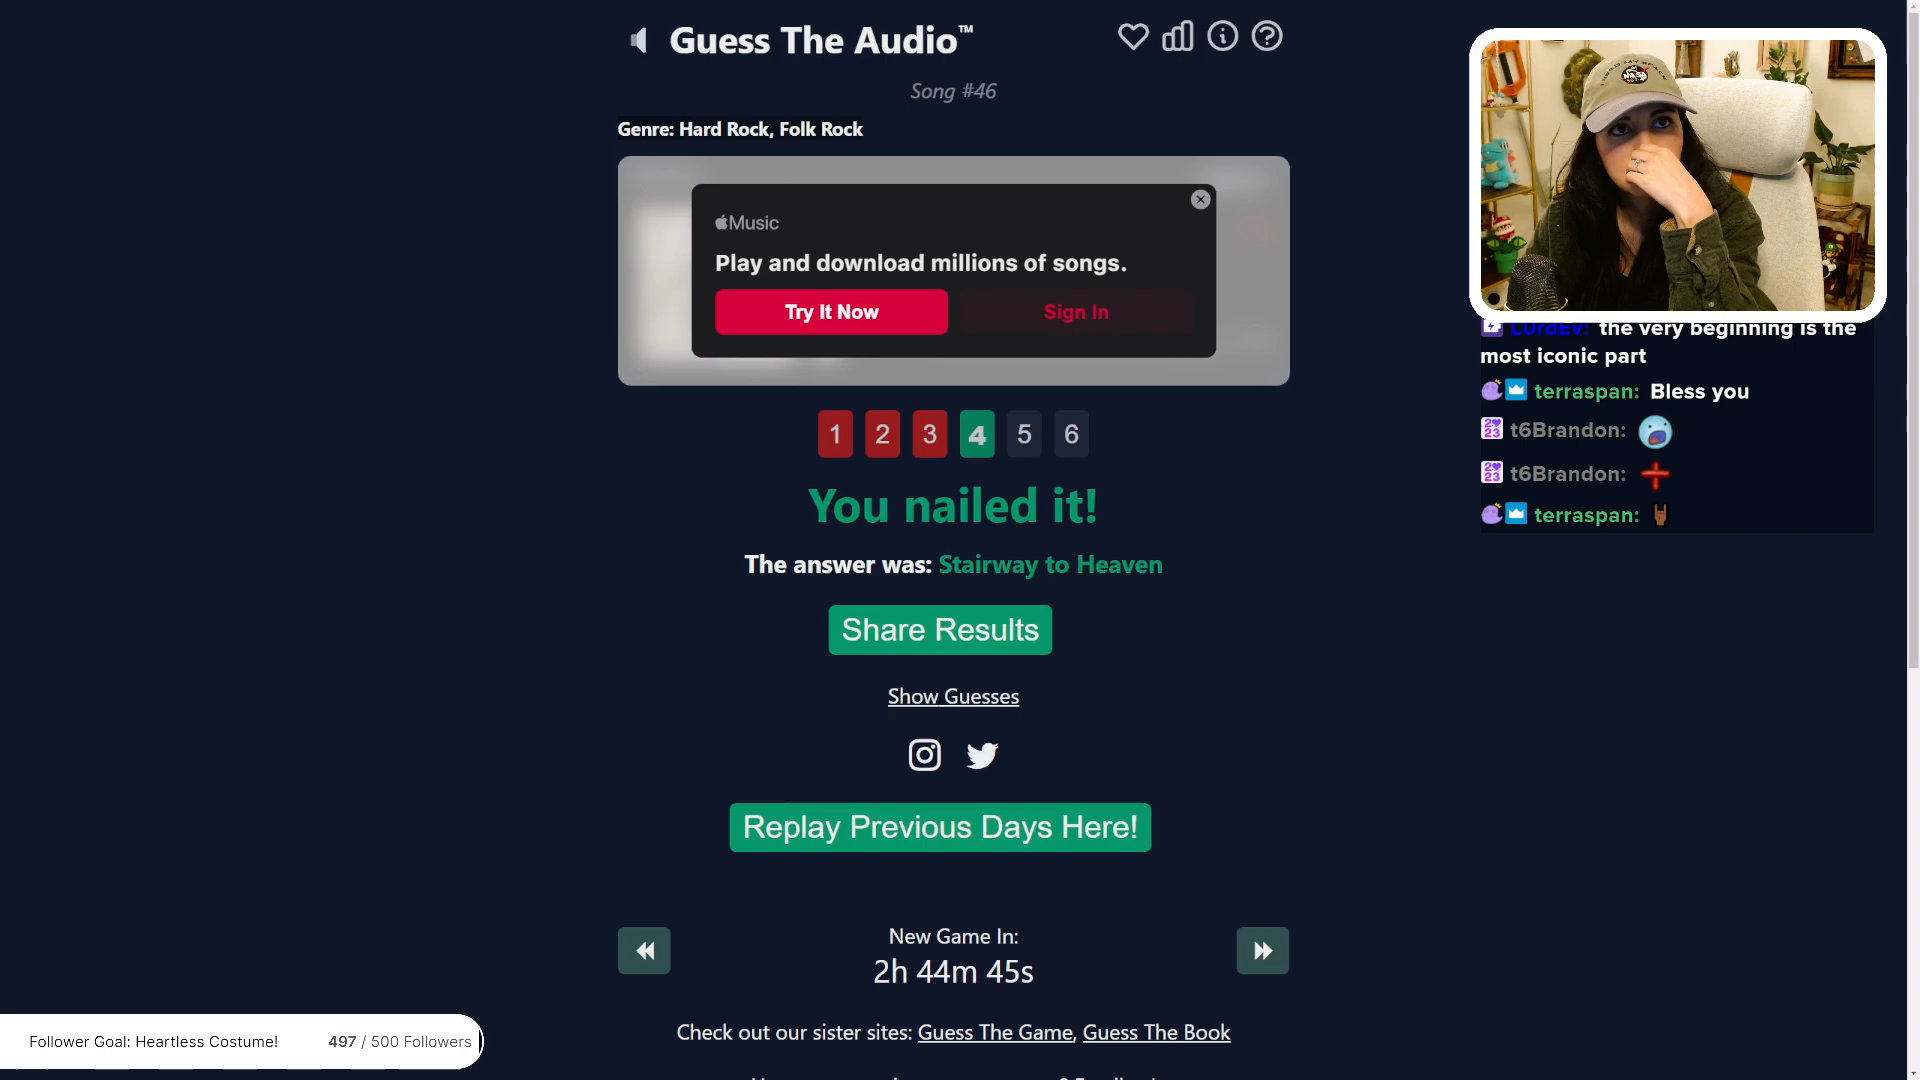 Guess The Audio™
Song #46
Genre: Hard Rock, Folk Rock
Music
Play and download millions of songs.
Try It Now
Sign In
1 2 3 4 5 6
You nailed it!
The answer was: Stairway to Heaven
Share Results
Show Guesses
Replay Previous Days Here!
New Game In:
2h 44m 45s
Check out our sister sites: Guess The Game, Guess The Book
I NEED MY SPACE
L0rdEv: the very beginning is the
most iconic part
terraspan: Bless you
t6Brandon:
t6Brandon:
terraspan:
Follower Goal: Heartless Costume! 497 / 500 Followers